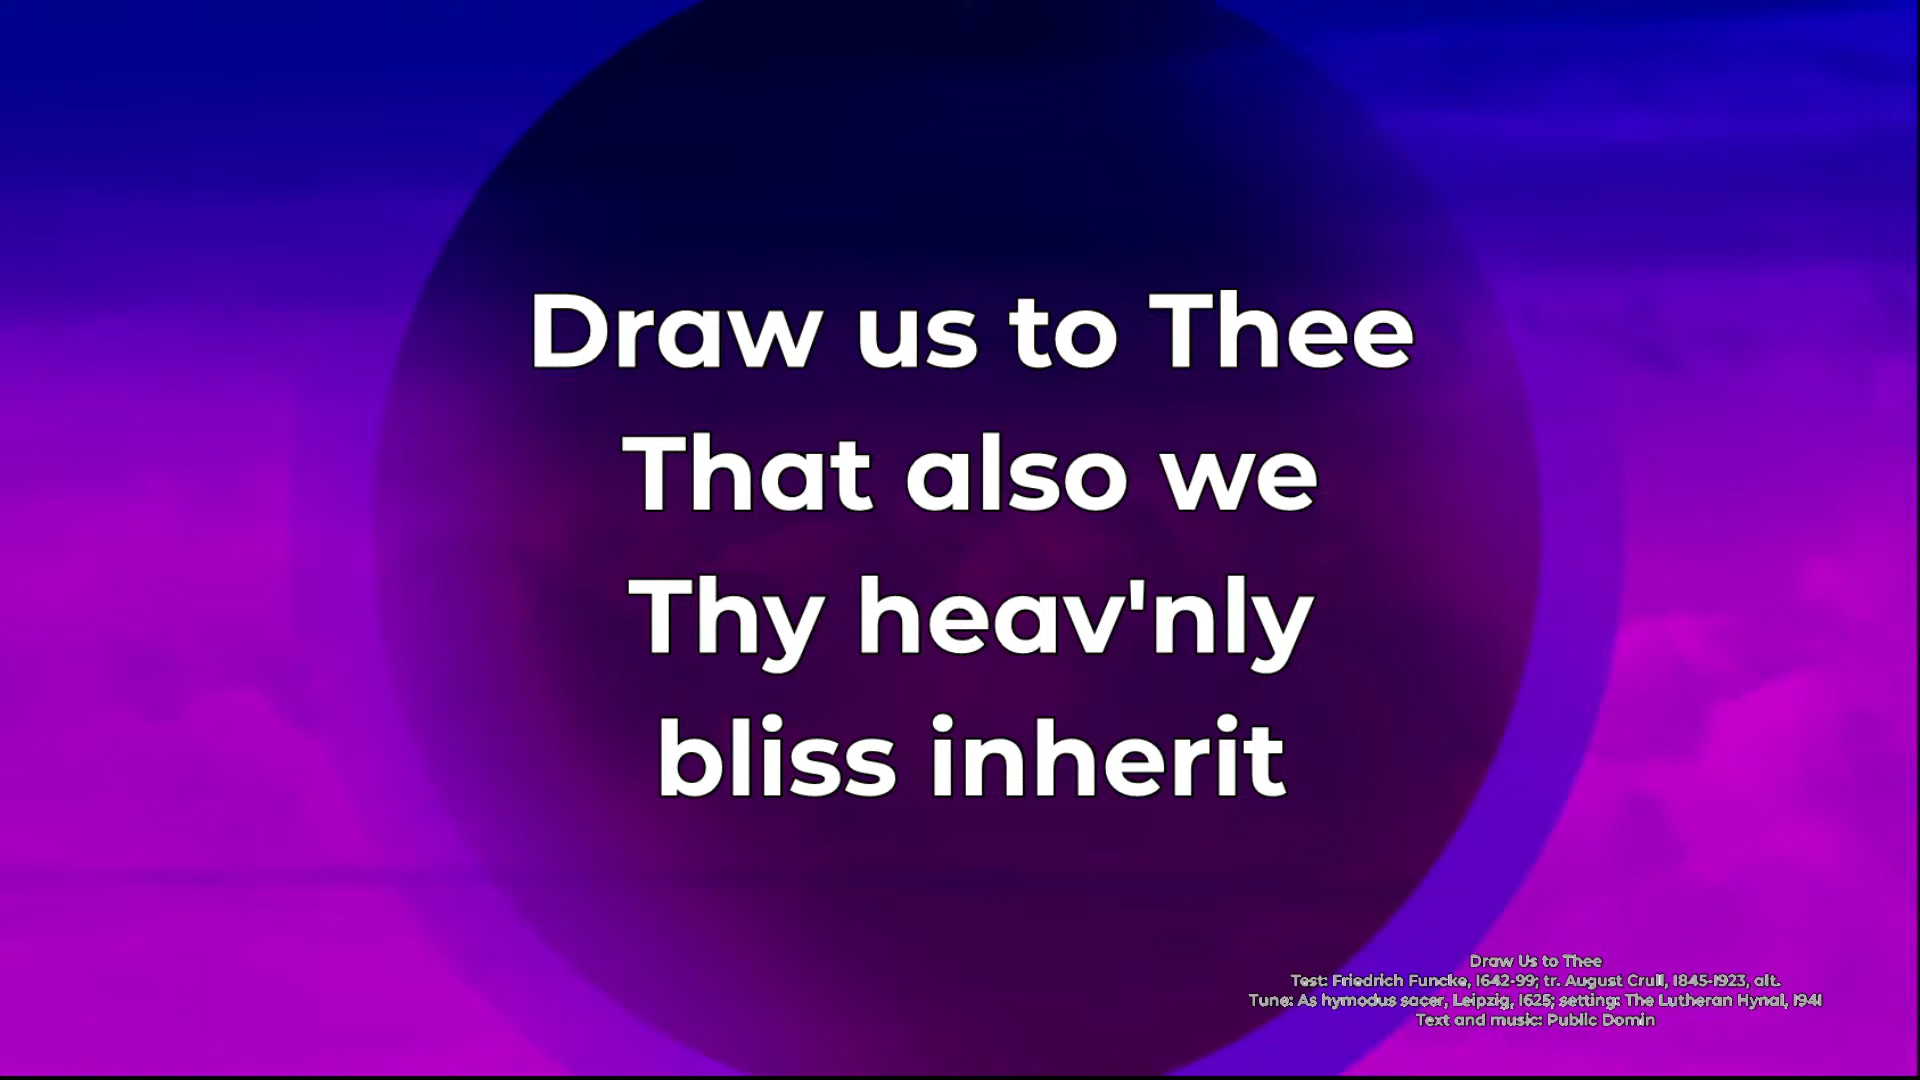 Draw us to Thee
That also we
Thy heav'nly
bliss inherit
Draw Us to Thee
Test: Friedrich Funcke, 1642-99; tr. August Crull, 1845-1923, alt.
Tune: As hymodus sacer, Leipzig, 1625; setting: The Lutheran Hynal, 1941
Text and music: Public Domin